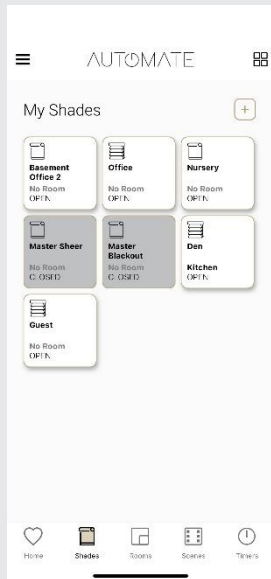 AUTOMATE
My Shades
Basement
Office 2
No Room
OPEN
Office
No Room
OPEN
Nursery
No Room
OPEN
Master Sheer
No Room
CLOSED
Master
Blackout
No Room
CLOSED
Den
Kitchen
OPEN
Guest
No Room
OPEN
Home
Shades
Rooms
Scenes
Timers